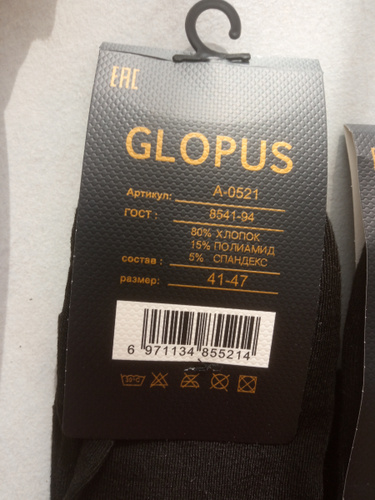 EAC
GLOPUS
Артикул: A-0521
ГОСТ : 8541-94
80% ХЛОПОК
15% ПОЛИАМИД
состав : 5% СПАНДЕКС
размер: 41-47
6 971134 855214